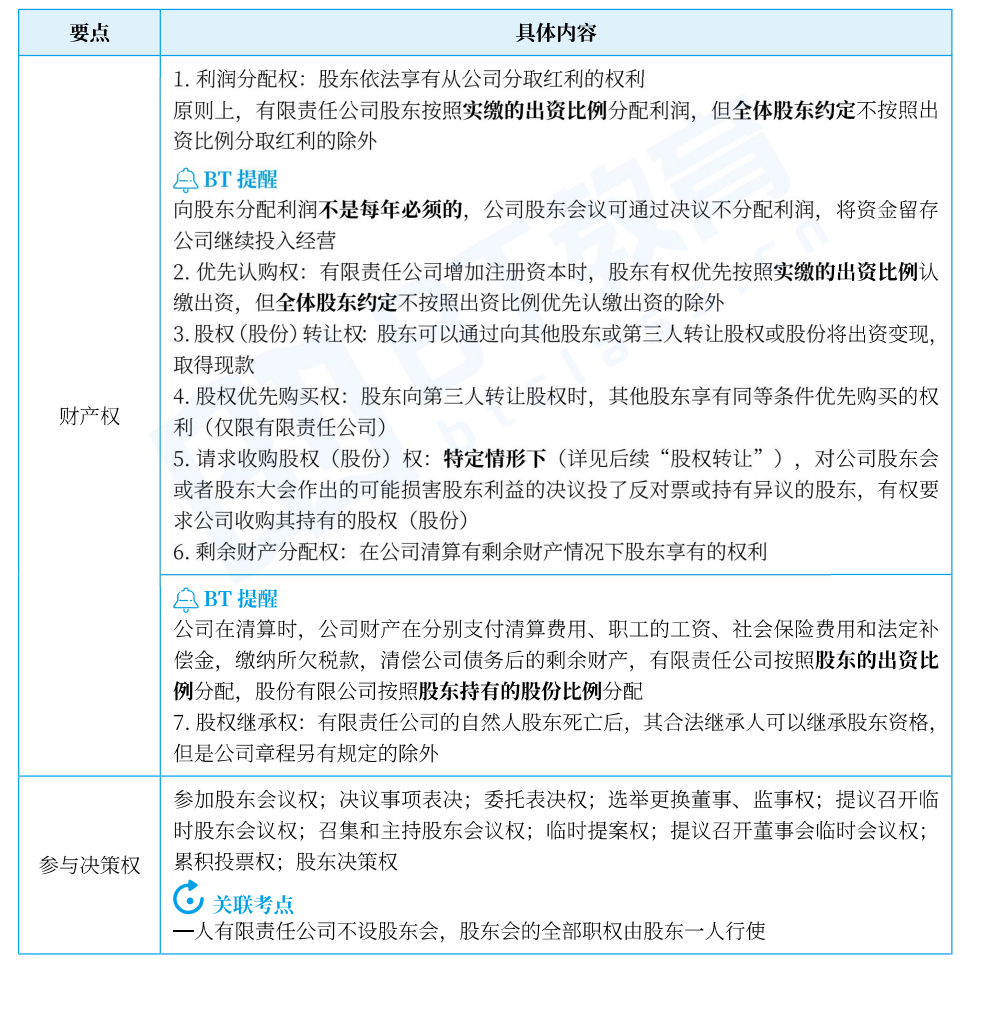 要点
具体内容
财产权
1. 利润分配权：股东依法享有从公司分取红利的权利
原则上，有限责任公司股东按照实缴的出资比例分配利润，但全体股东约定不按照出
资比例分取红利的除外
BT 提醒
向股东分配利润不是每年必须的，公司股东会议可通过决议不分配利润，将资金留存
公司继续投入经营
2. 优先认购权：有限责任公司增加注册资本时，股东有权优先按照实缴的出资比例认
缴出资，但全体股东约定不按照出资比例优先认缴出资的除外
3. 股权（股份）转让权：股东可以通过向其他股东或第三人转让股权或股份将出资变现，
取得现款
4. 股权优先购买权：股东向第三人转让股权时，其他股东享有同等条件优先购买的权
利（仅限有限责任公司）
5. 请求收购股权（股份）权：特定情形下（详见后续“股权转让”），对公司股东会
或者股东大会作出的可能损害股东利益的决议投了反对票或持有异议的股东，有权要
求公司收购其持有的股权（股份）
6. 剩余财产分配权：在公司清算有剩余财产情况下股东享有的权利
BT 提醒
公司在清算时，公司财产在分别支付清算费用、职工的工资、社会保险费用和法定补
偿金，缴纳所欠税款，清偿公司债务后的剩余财产，有限责任公司按照股东的出资比
例分配，股份有限公司按照股东持有的股份比例分配
7. 股权继承权：有限责任公司的自然人股东死亡后，其合法继承人可以继承股东资格，
但是公司章程另有规定的除外
参与决策权
参加股东会议权；决议事项表决；委托表决权；选举更换董事、监事权；提议召开临
时股东会议权；召集和主持股东会议权；临时提案权；提议召开董事会临时会议权；
累积投票权；股东决策权
关联考点
一人有限责任公司不设股东会，股东会的全部职权由股东一人行使
BT教育
btclass.cn